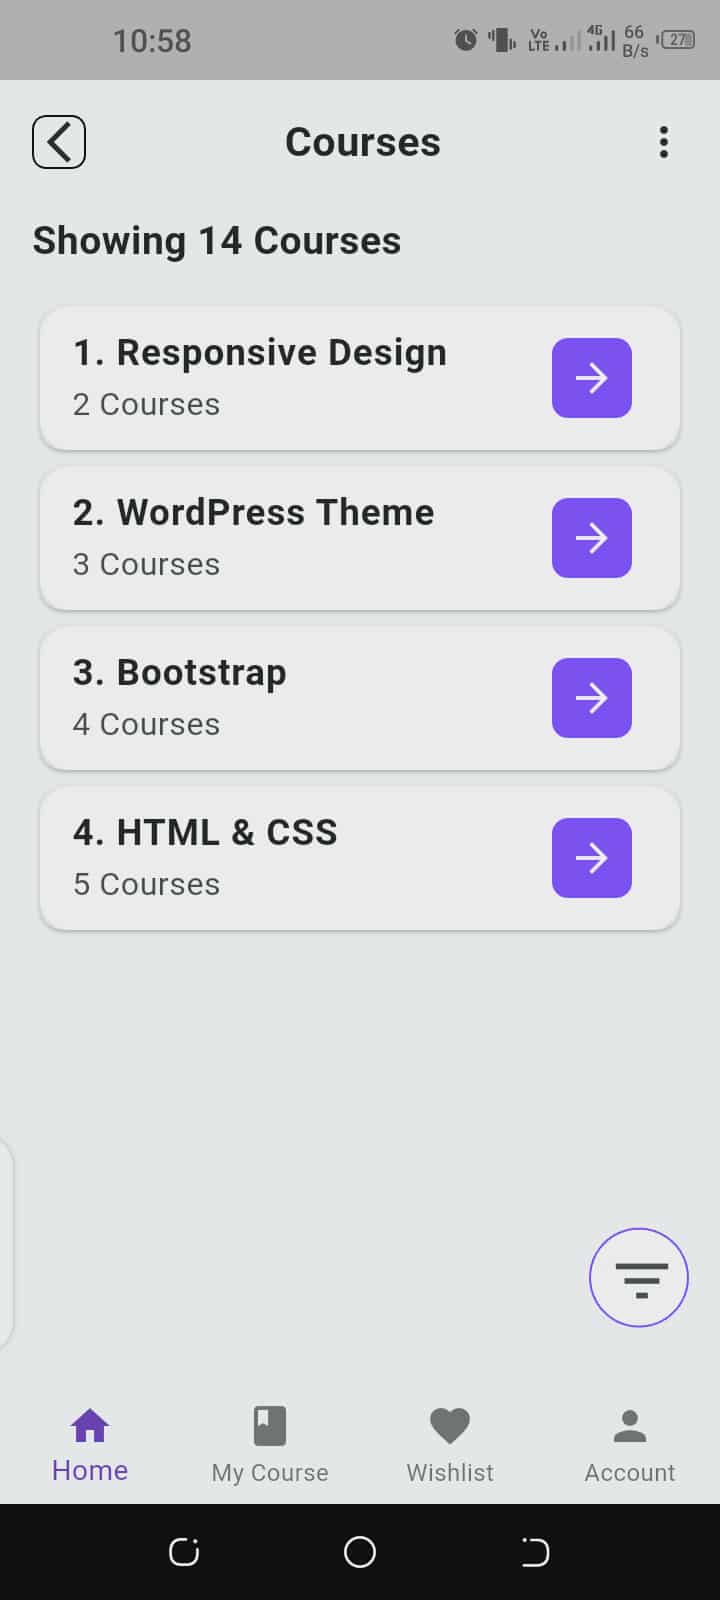 10:58
Vo
LTE
4G
66
B/s
27
Courses
Showing 14 Courses
1. Responsive Design
2 Courses
2. WordPress Theme
3 Courses
3. Bootstrap
4 Courses
4. HTML & CSS
5 Courses
Home
My Course
Wishlist
Account